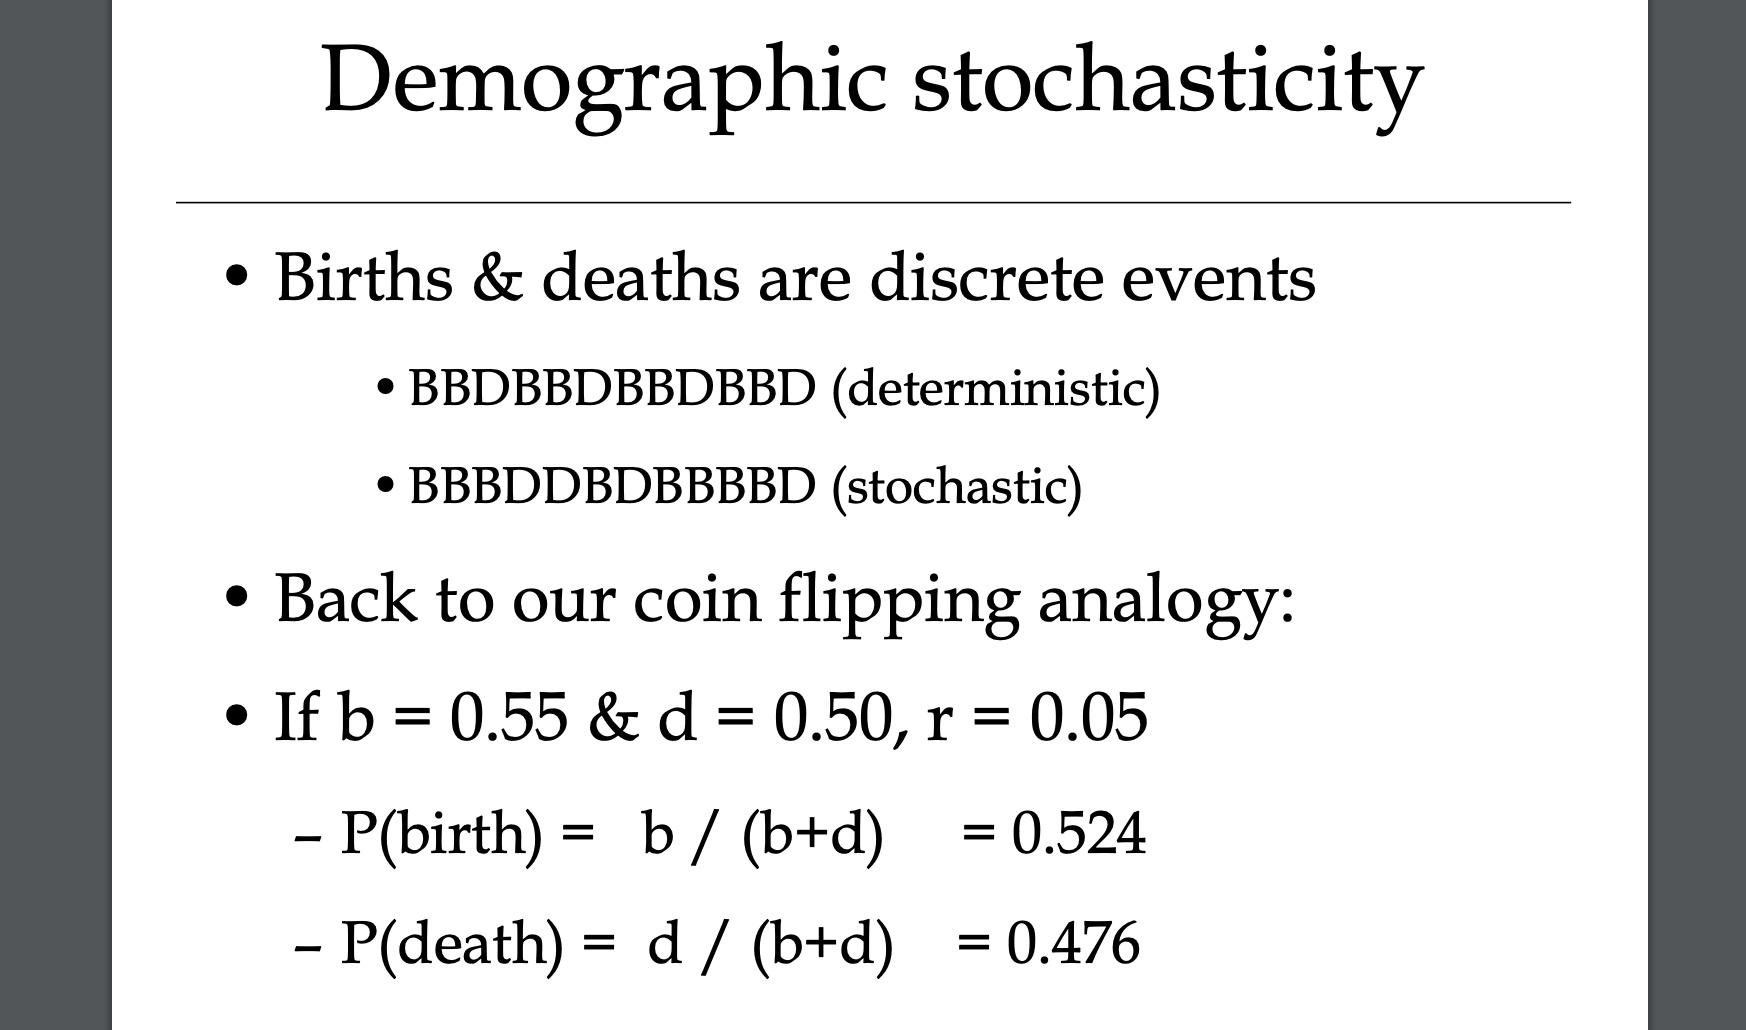 Demographic stochasticity
• Births & deaths are discrete events
• BBDBBDBBDBBD (deterministic)
• BBBDDBDBBBBD (stochastic)
• Back to our coin flipping analogy:
• If b = 0.55 & d = 0.50, r = 0.05
– P(birth) = b / (b+d) = 0.524
– P(death) = d / (b+d) = 0.476